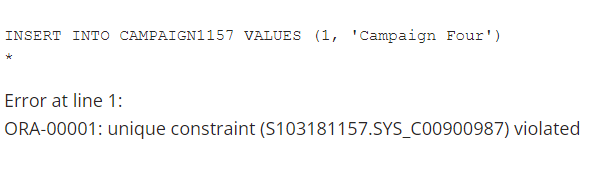 INSERT INTO CAMPAIGN1157 VALUES (1, 'Campaign Four')
*
Error at line 1:
ORA-00001: unique constraint (S103181157.SYS_C00900987) violated